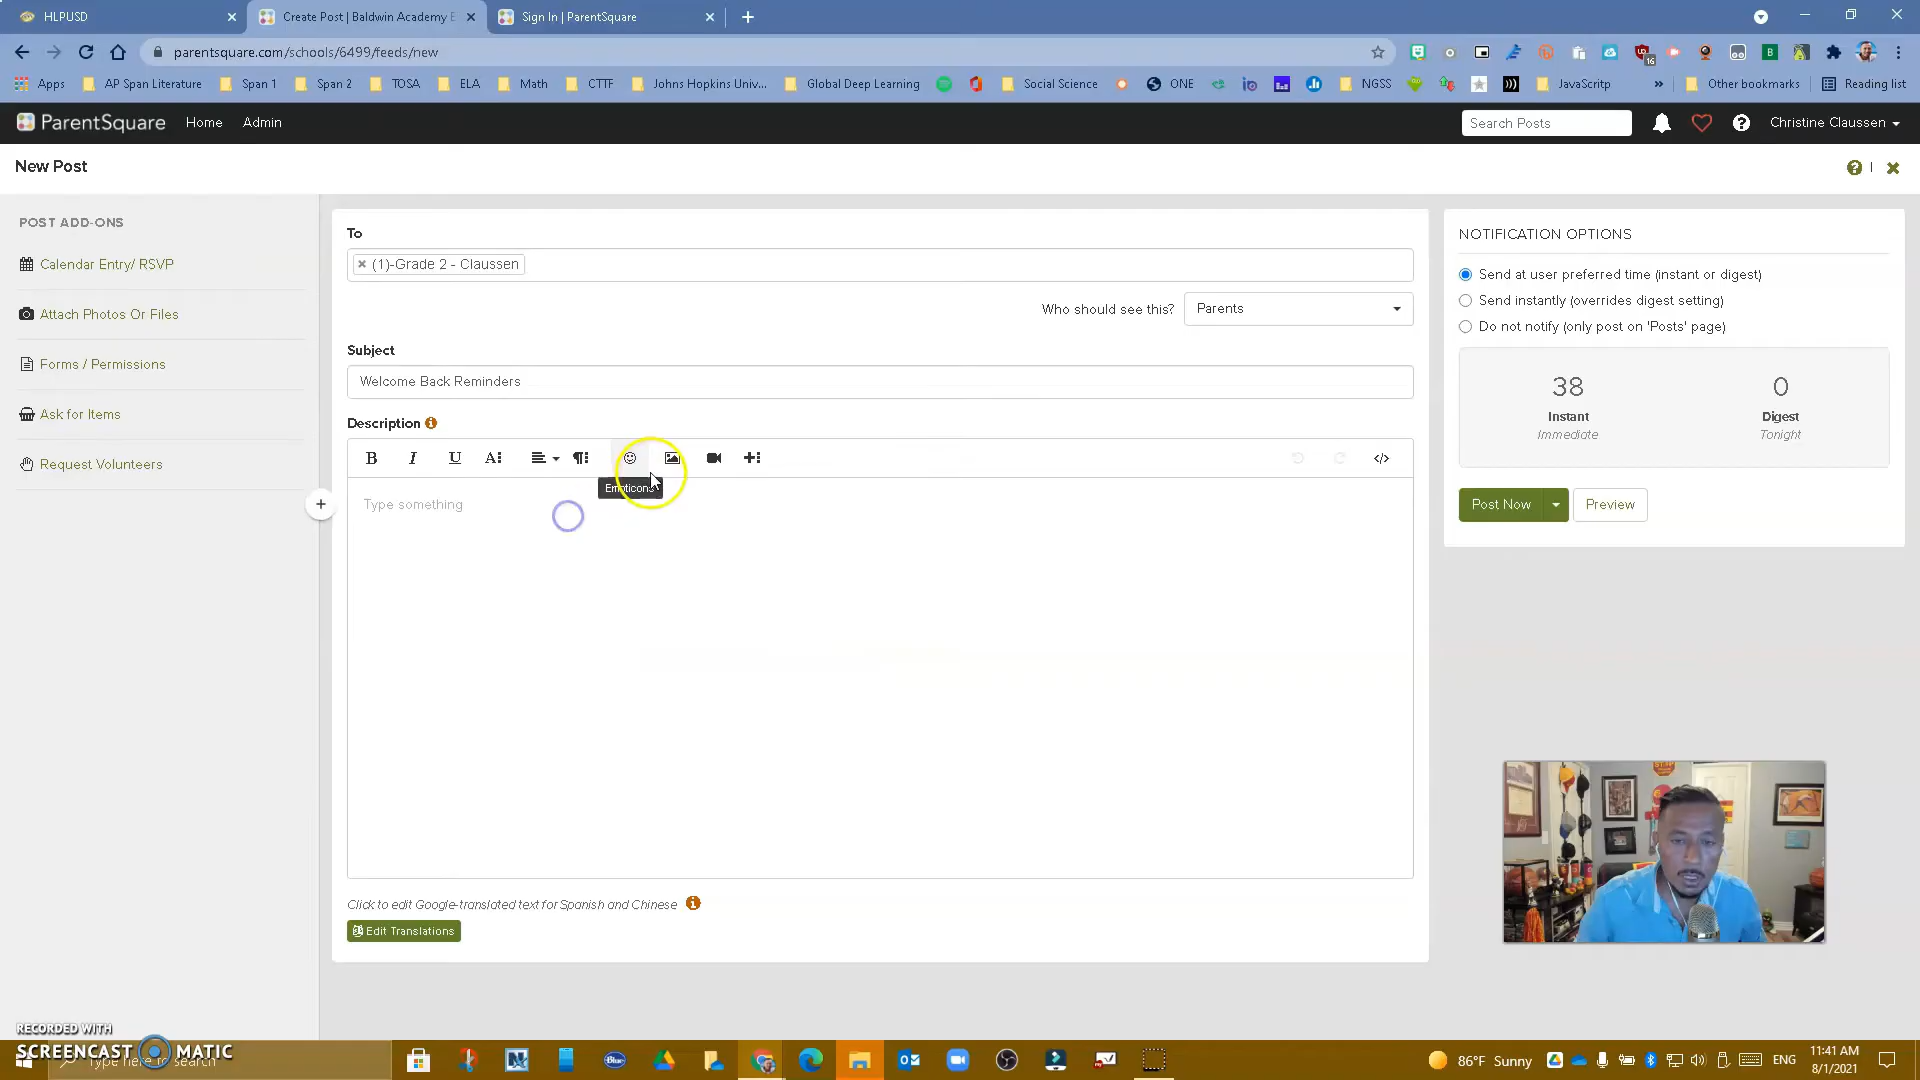 HLPUSD
Create Post | Baldwin Academy E
Sign In | ParentSquare
parentsquare.com/schools/6499/feeds/new
16
Apps
AP Span Literature
Span 1
Span 2
TOSA
ELA
Math
CTTF
Johns Hopkins Univ...
Global Deep Learning
Social Science
ONE
NGSS
JavaScritp
»
Other bookmarks
Reading list
ParentSquare
Home
Admin
Search Posts
Christine Claussen
New Post
POST ADD-ONS
Calendar Entry/ RSVP
Attach Photos Or Files
Forms / Permissions
Ask for Items
Request Volunteers
To
× (1)-Grade 2 - Claussen
Who should see this?
Parents
Subject
Welcome Back Reminders
Description
B I U A
Emoticons
Type something
Click to edit Google-translated text for Spanish and Chinese
Edit Translations
NOTIFICATION OPTIONS
Send at user preferred time (instant or digest)
Send instantly (overrides digest setting)
Do not notify (only post on 'Posts' page)
38
Instant
Immediate
0
Digest
Tonight
Post Now
Preview
RECORDED WITH
SCREENCAST MATIC
Type here to search
86°F Sunny
ENG
11:41 AM
8/1/2021